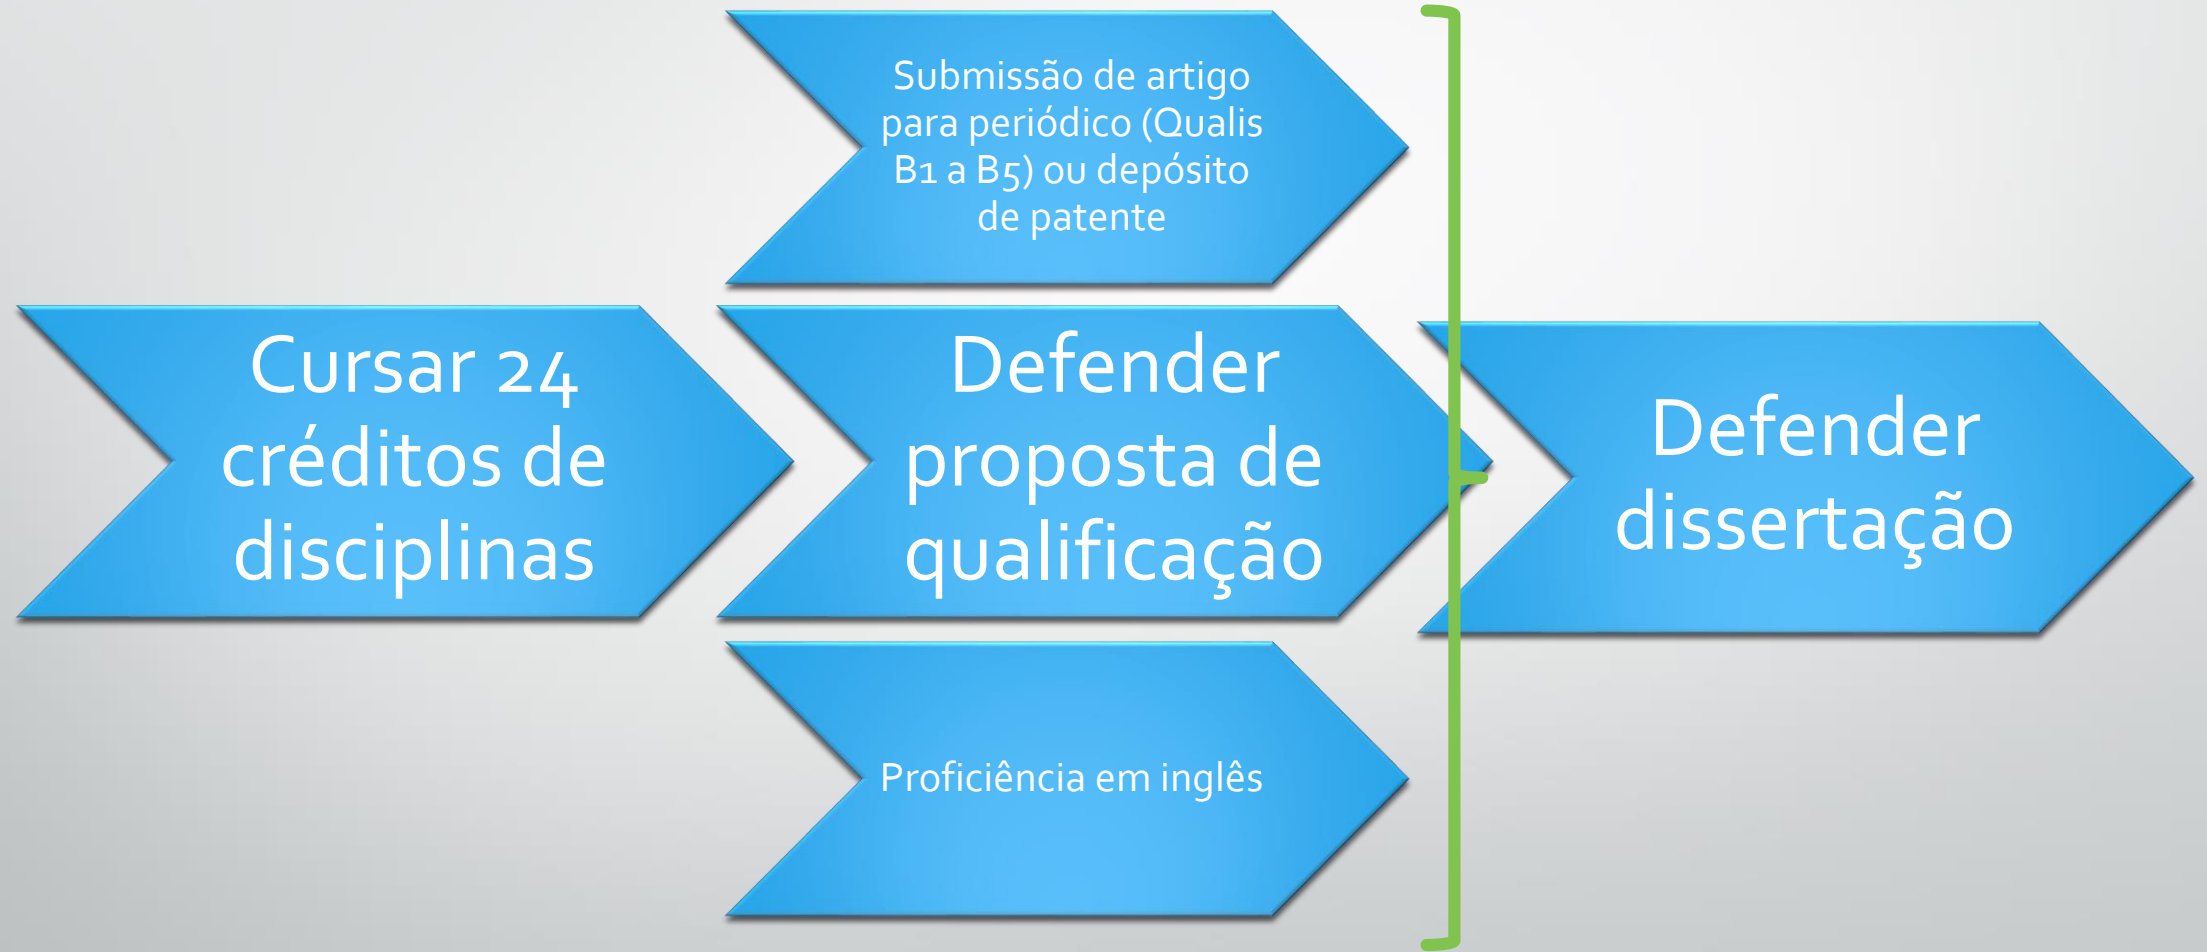 Submissão de artigo
para periódico (Qualis
B1 a B5) ou depósito
de patente
Cursar 24
créditos de
disciplinas
Defender
proposta de
qualificação
Defender
dissertação
Proficiência em inglês